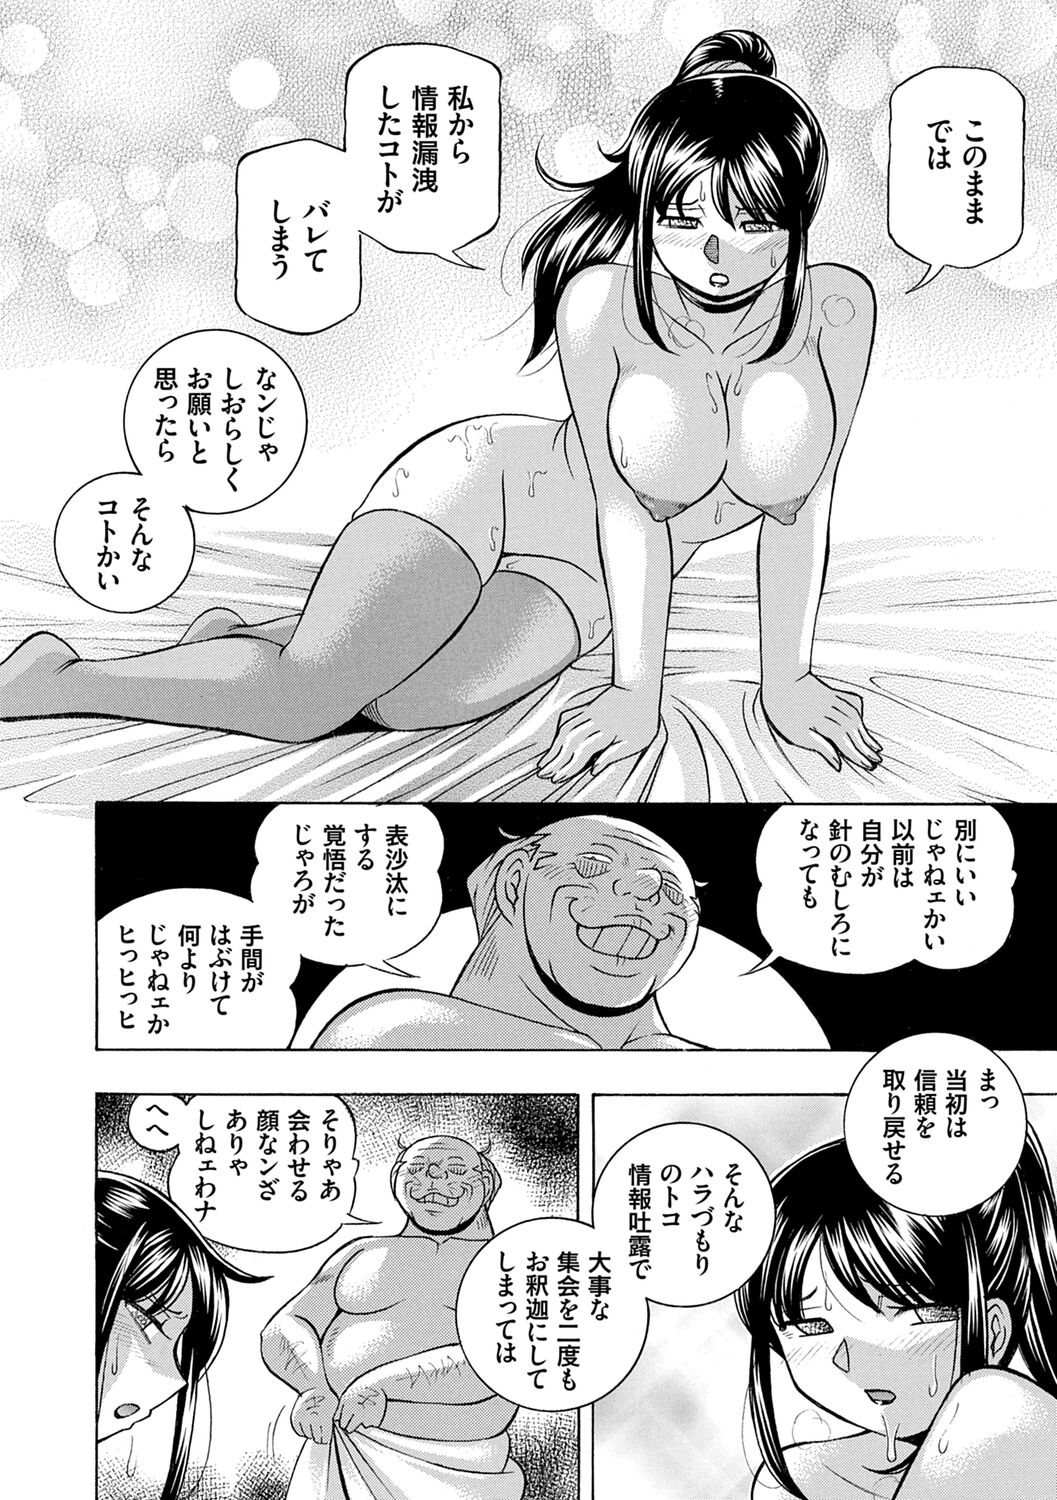 このまま
では
私から
情報漏洩
したコトが
バレて
しまう
なンじゃ
しおらしく
お願いと
思ったら
そんな
コトかい
別にいい
じゃねェかい
以前は
自分が
針のむしろに
なっても
表沙汰に
する
覚悟だった
じゃろが
手間が
はぶけて
何より
じゃねェか
ヒっヒっヒ
まっ
当初は
信頼を
取り戻せる
そんな
ハラづもり
のトコ
情報吐露で
大事な
集会を二度も
お釈迦にして
しまっては
そりゃあ
会わせる
顔なンざ
ありゃ
しねェわナ
へへ